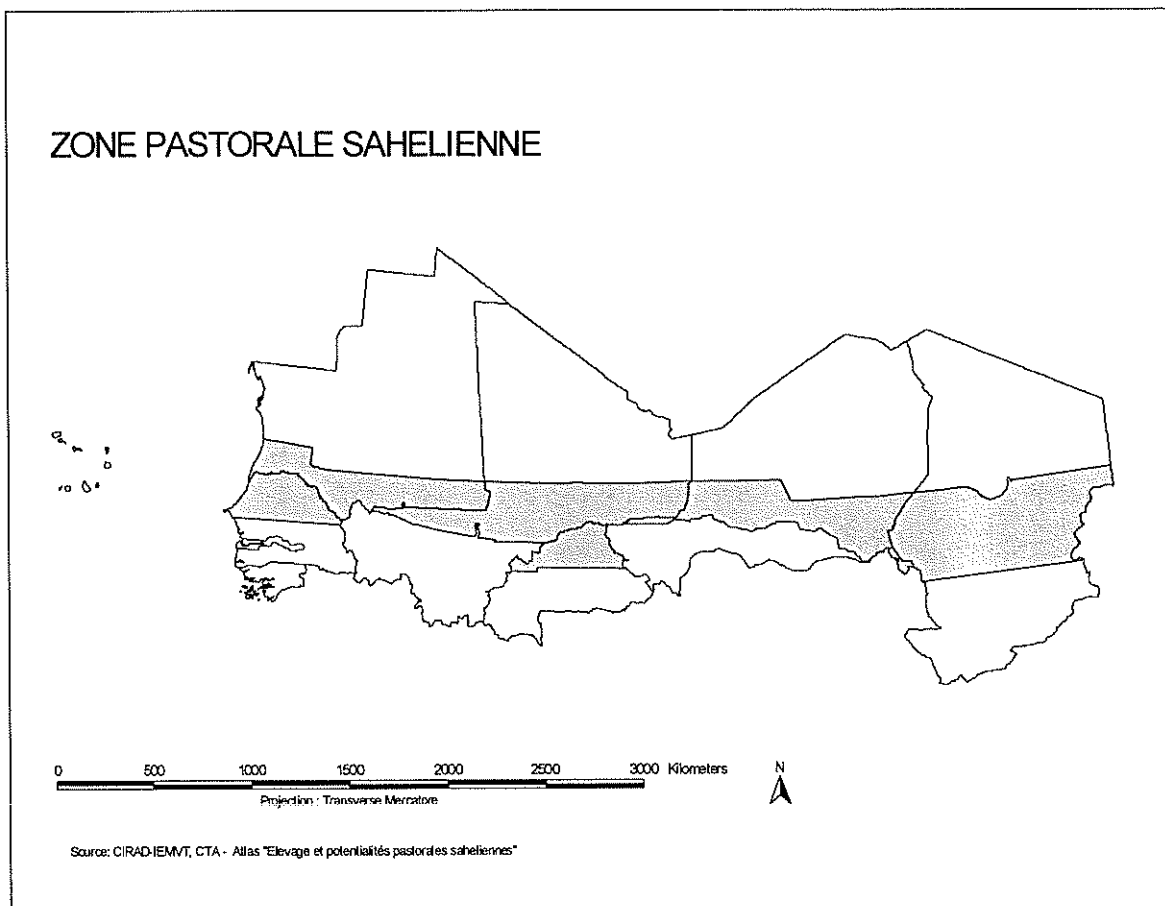 ZONE PASTORALE SAHELIENNE
0 500 1000 1500 2000 2500 3000 Kilometers
N
Projection : Transverse Mercatore
Source: CIRAD-IEMVT, CTA - Atlas "Elevage et potentialités pastorales saheliennes"